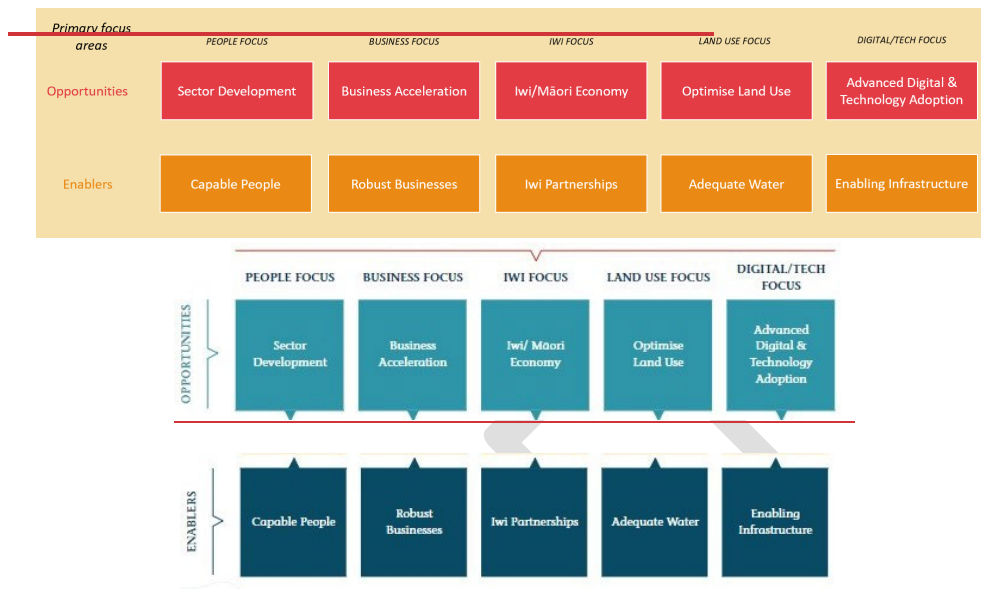 Primary focus
areas
PEOPLE FOCUS
BUSINESS FOCUS
IWI FOCUS
LAND USE FOCUS
DIGITAL/TECH FOCUS
Opportunities
Sector Development
Business Acceleration
Iwi/Māori Economy
Optimise Land Use
Advanced Digital &
Technology Adoption
Enablers
Capable People
Robust Businesses
Iwi Partnerships
Adequate Water
Enabling Infrastructure
PEOPLE FOCUS
BUSINESS FOCUS
IWI FOCUS
LAND USE FOCUS
DIGITAL/TECH
FOCUS
OPPORTUNITIES
Sector
Development
Business
Acceleration
Iwi/ Māori
Economy
Optimise
Land Use
Advanced
Digital &
Technology
Adoption
ENABLERS
Capable People
Robust
Businesses
Iwi Partnerships
Adequate Water
Enabling
Infrastructure